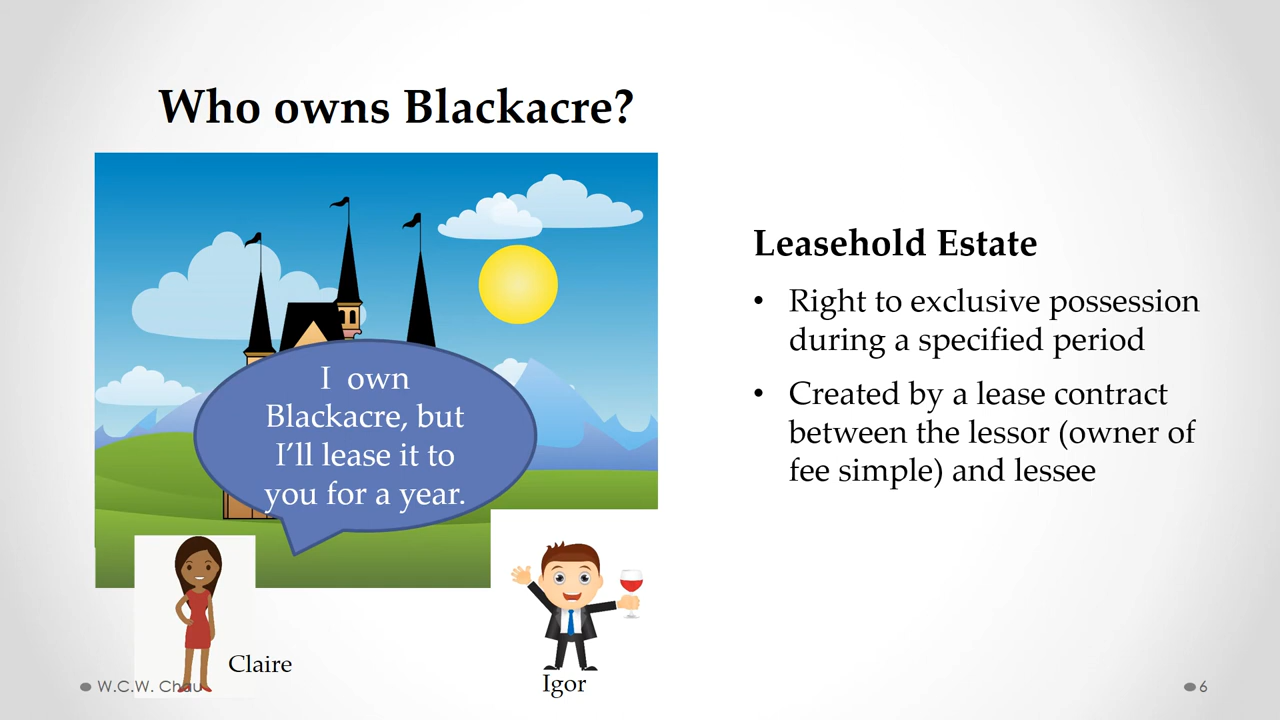 Who owns Blackacre?
I own
Blackacre, but
I'll lease it to
you for a year.
Claire
Igor
Leasehold Estate
• Right to exclusive possession
during a specified period
• Created by a lease contract
between the lessor (owner of
fee simple) and lessee
W.C.W. Chau
6